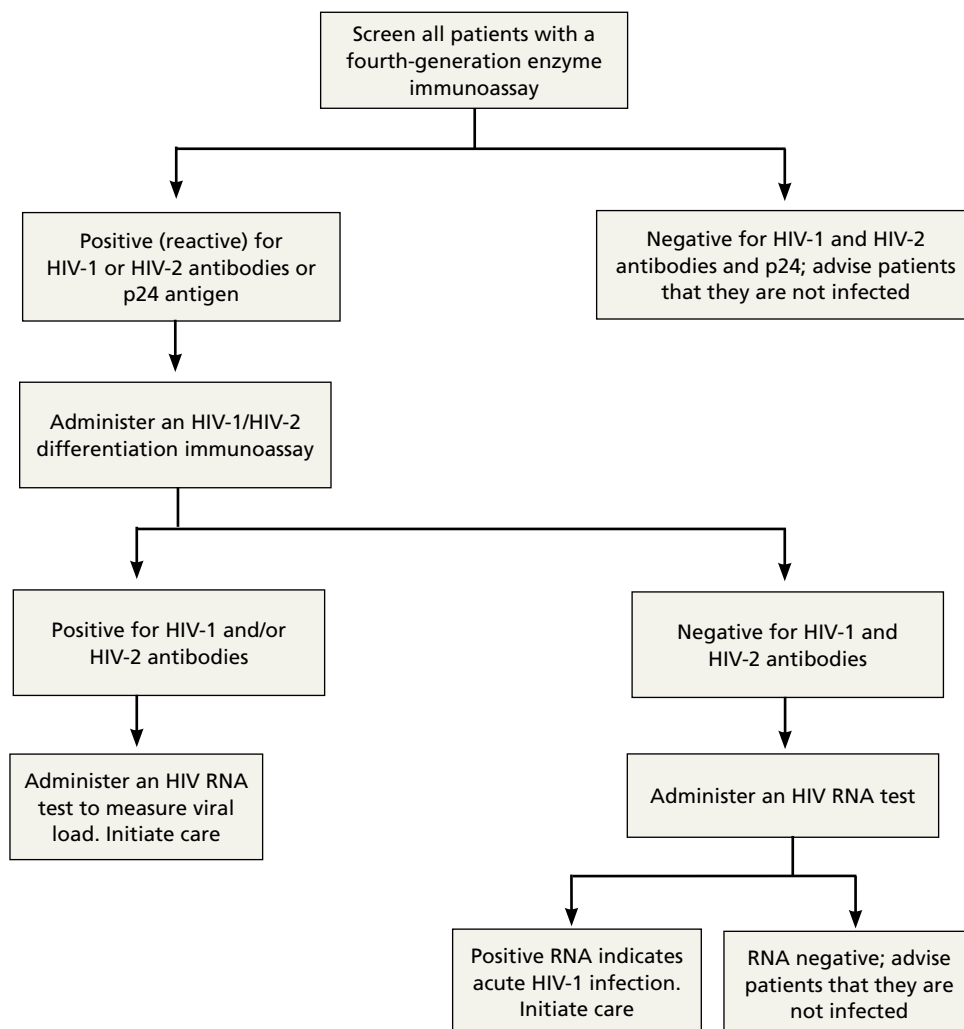 Screen all patients with a
fourth-generation enzyme
immunoassay
Positive (reactive) for
HIV-1 or HIV-2 antibodies or
p24 antigen
Negative for HIV-1 and HIV-2
antibodies and p24; advise patients
that they are not infected
Administer an HIV-1/HIV-2
differentiation immunoassay
Positive for HIV-1 and/or
HIV-2 antibodies
Negative for HIV-1 and
HIV-2 antibodies
Administer an HIV RNA
test to measure viral
load. Initiate care
Administer an HIV RNA test
Positive RNA indicates
acute HIV-1 infection.
Initiate care
RNA negative; advise
patients that they are
not infected